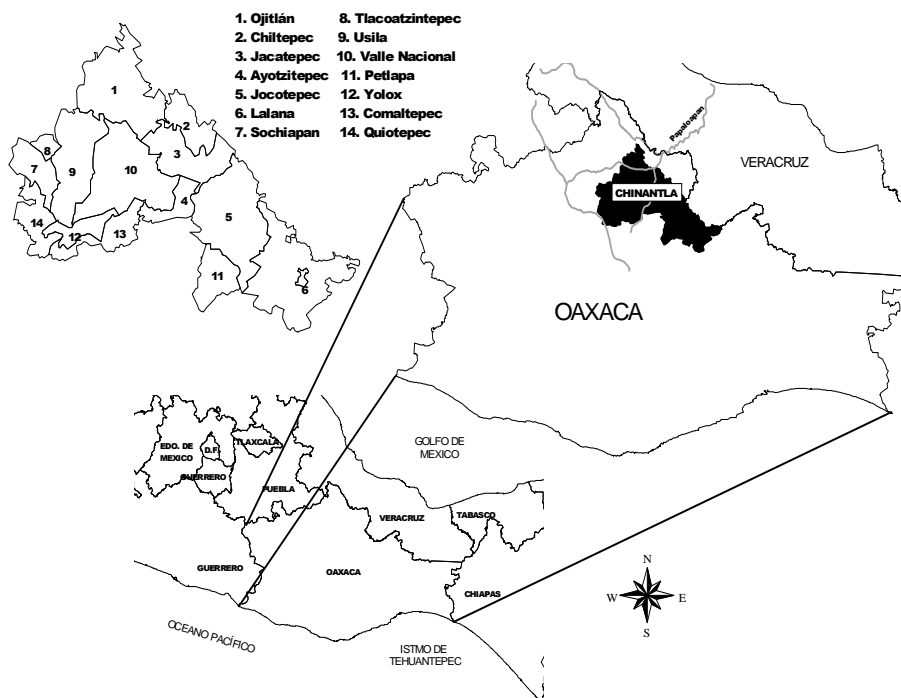 1. Ojitlán
2. Chiltepec
3. Jacatepec
4. Ayotzitepec
5. Jocotepec
6. Lalana
7. Sochiapan
8. Tlacoatzintepec
9. Usila
10. Valle Nacional
11. Petlapa
12. Yolox
13. Comaltepec
14. Quiotepec
1
2
3
8
7
9
10
4
5
14
12
13
11
6
Papaloapan
VERACRUZ
CHINANTLA
OAXACA
GOLFO DE
MEXICO
EDO. DE
MEXICO
D.F.
TLAXCALA
GUERRERO
PUEBLA
VERACRUZ
TABASCO
GUERRERO
OAXACA
CHIAPAS
OCEANO PACÍFICO
ISTMO DE
TEHUANTEPEC
N
W
E
S